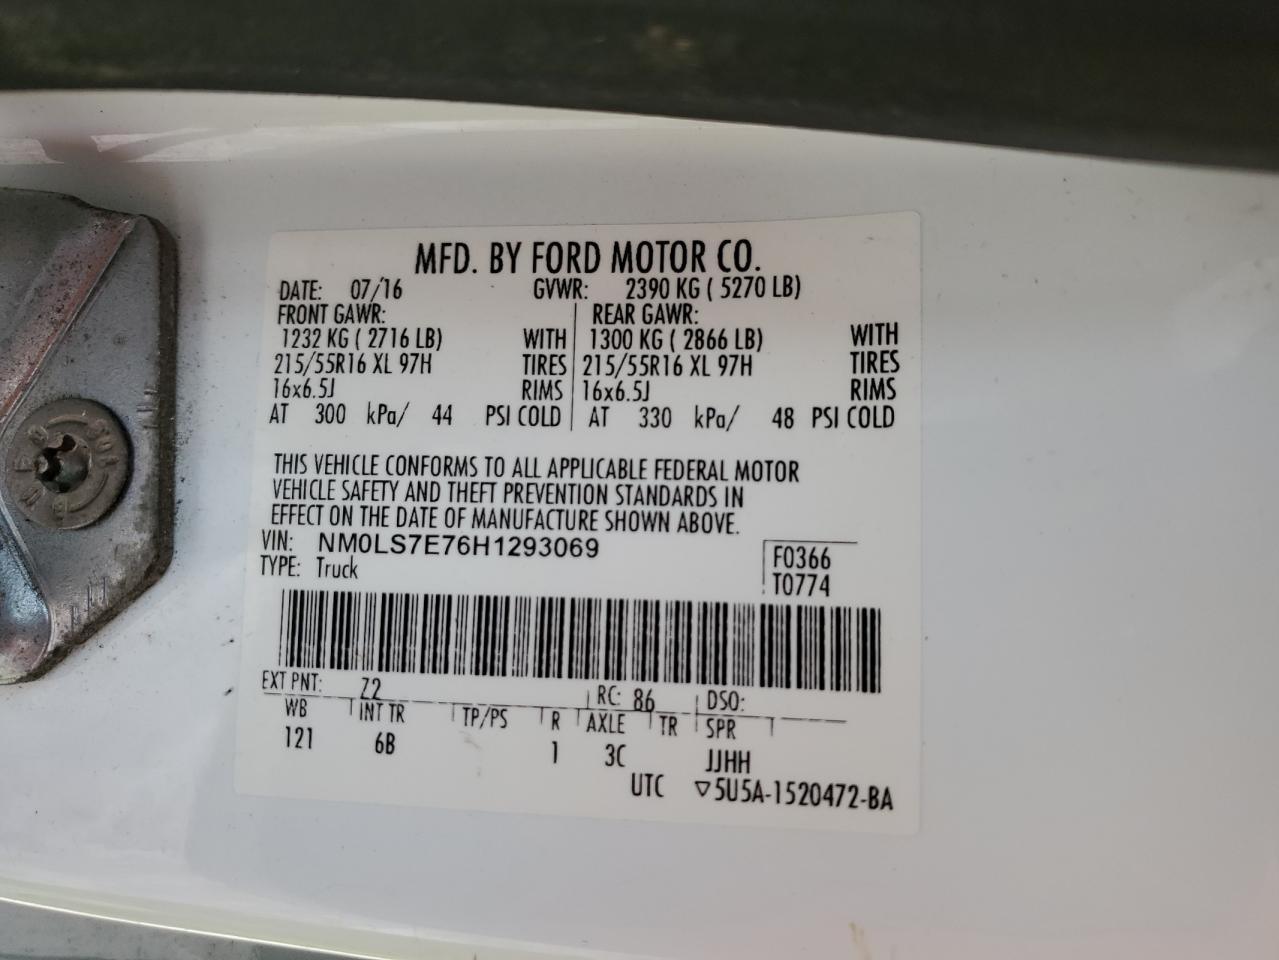 MFD. BY FORD MOTOR CO.
DATE: 07/16 GVWR: 2390 KG ( 5270 LB)
FRONT GAWR: REAR GAWR:
1232 KG ( 2716 LB) WITH 1300 KG ( 2866 LB) WITH
215/55R16 XL 97H TIRES 215/55R16 XL 97H TIRES
16x6.5J RIMS 16x6.5J RIMS
AT 300 kPa/ 44 PSI COLD AT 330 kPa/ 48 PSI COLD
THIS VEHICLE CONFORMS TO ALL APPLICABLE FEDERAL MOTOR
VEHICLE SAFETY AND THEFT PREVENTION STANDARDS IN
EFFECT ON THE DATE OF MANUFACTURE SHOWN ABOVE.
VIN: NM0LS7E76H1293069 F0366
TYPE: Truck T0774
EXT PNT: Z2 RC: 86 DSO:
WB INT TR TP/PS R AXLE TR SPR
121 6B 1 3C JJHH
UTC ▽5U5A-1520472-BA